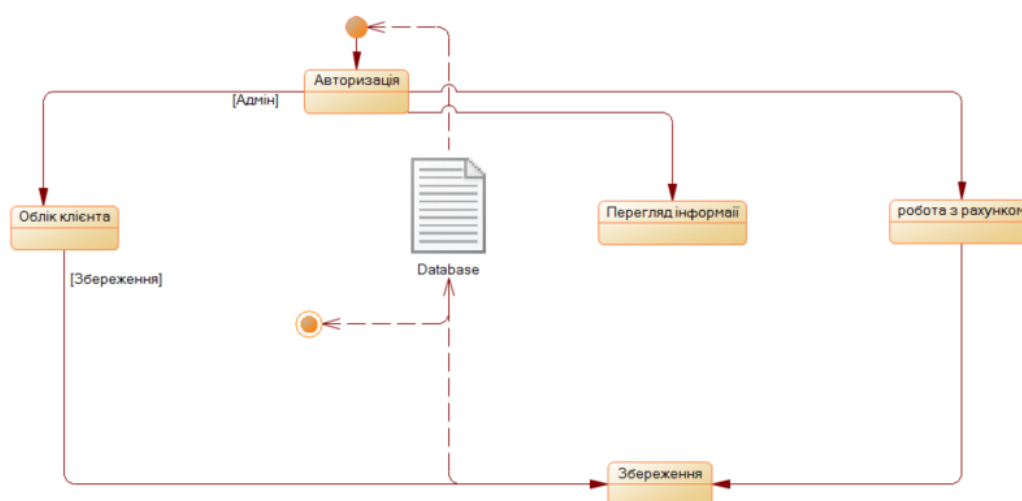 Авторизація
[Адмін]
Облік клієнта
Перегляд інформаії
робота з рахунком
Database
[Збереження]
Збереження